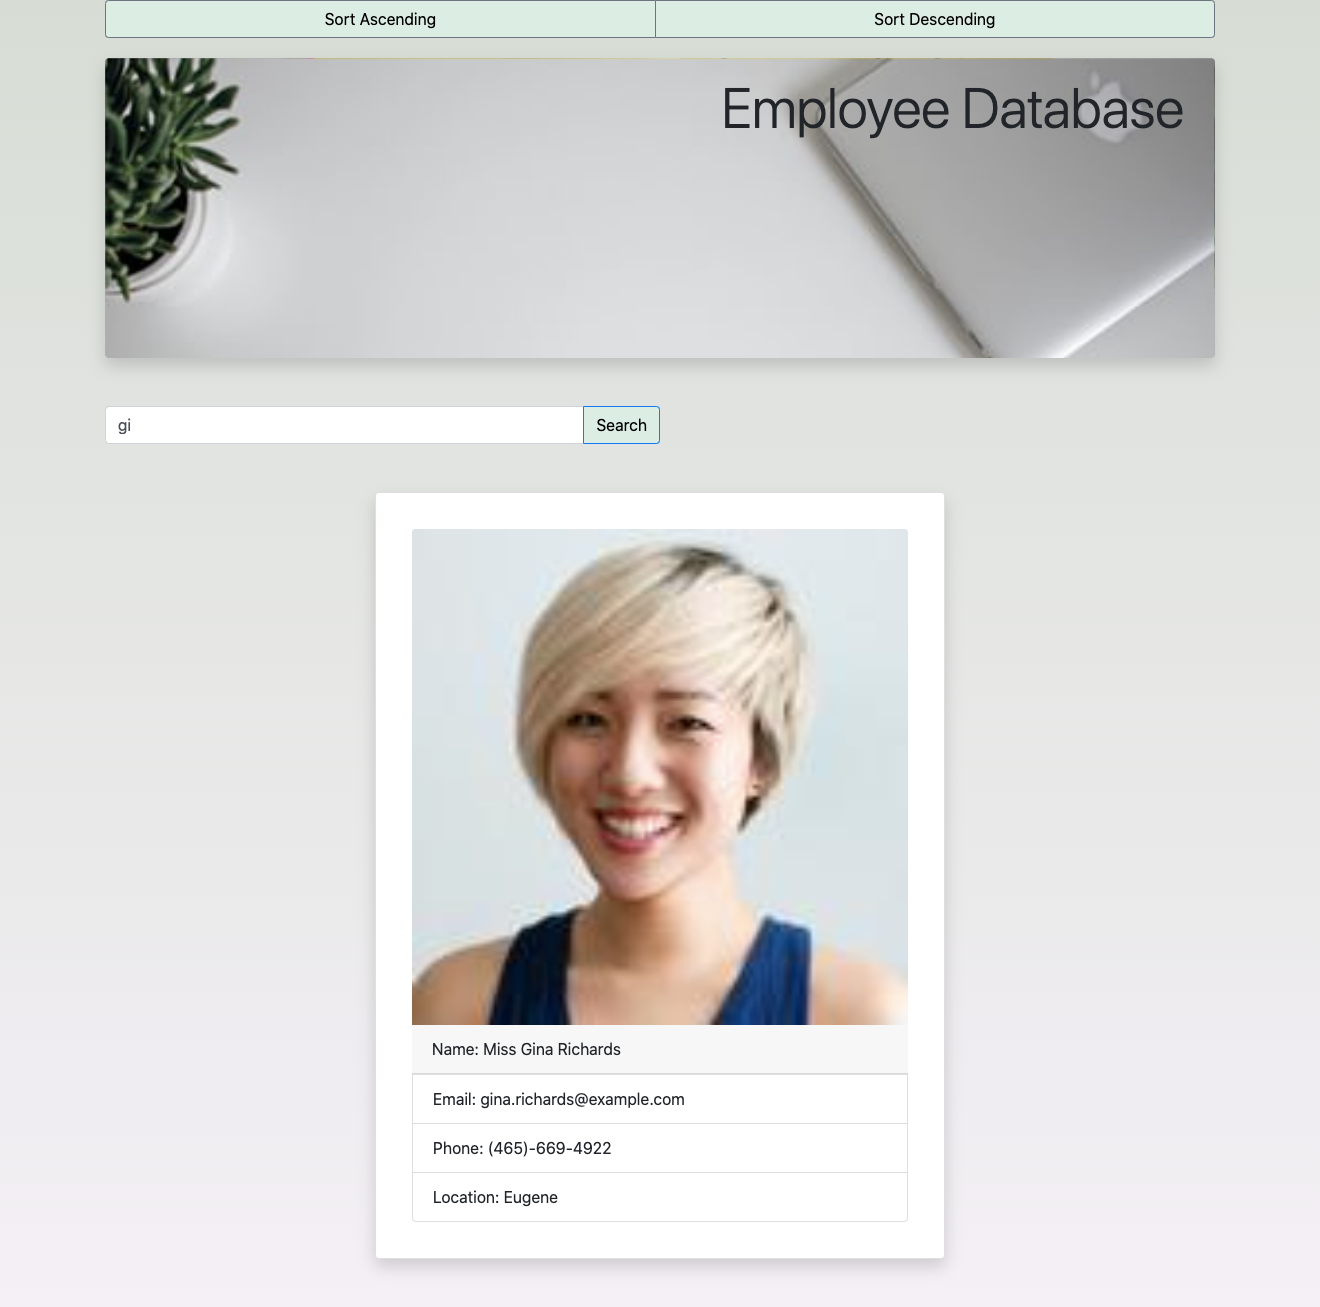 Sort Ascending
Sort Descending
Employee Database
gi
Search
Name: Miss Gina Richards
Email: gina.richards@example.com
Phone: (465)-669-4922
Location: Eugene